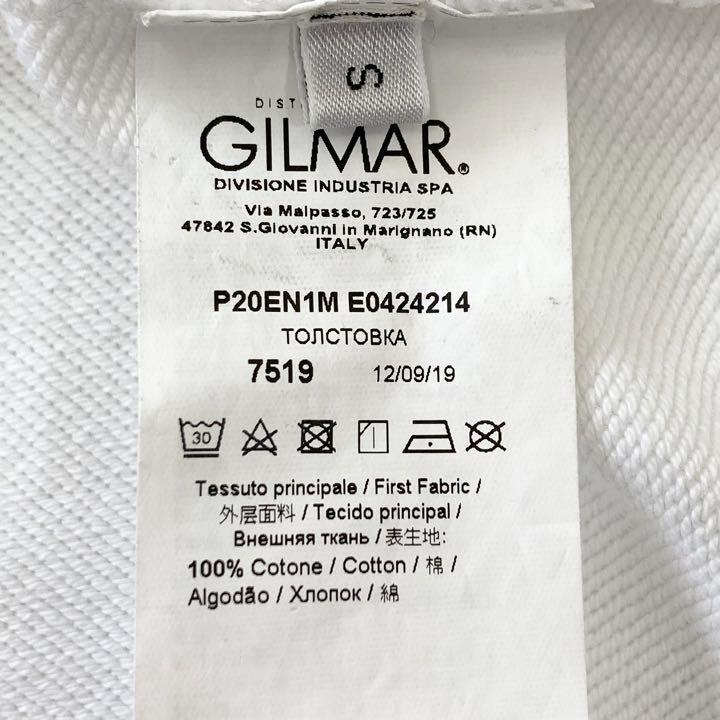 S
GILMAR®
DIVISIONE INDUSTRIA SPA
Via Malpasso, 723/725
47842 S.Giovanni in Marignano (RN)
ITALY
P20EN1M E0424214
ТОЛСТОВКА
7519 12/09/19
30
Tessuto principale / First Fabric /
外层面料 / Tecido principal /
Внешняя ткань / 表生地:
100% Cotone / Cotton / 棉 /
Algodão / Хлопок / 綿